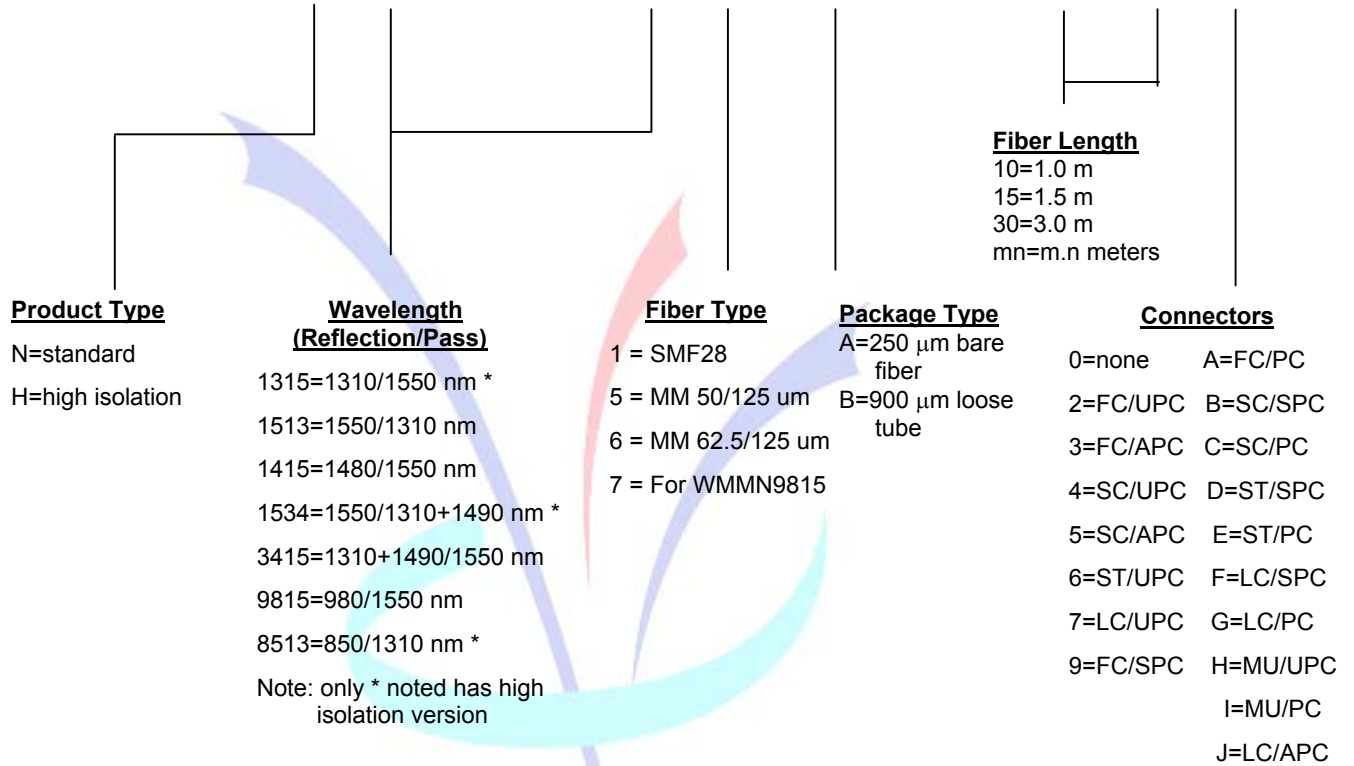 Fiber Length
10=1.0 m
15=1.5 m
30=3.0 m
mn=m.n meters
Product Type
N=standard
H=high isolation
Wavelength
(Reflection/Pass)
1315=1310/1550 nm *
1513=1550/1310 nm
1415=1480/1550 nm
1534=1550/1310+1490 nm *
3415=1310+1490/1550 nm
9815=980/1550 nm
8513=850/1310 nm *
Note: only * noted has high
isolation version
Fiber Type
1 = SMF28
5 = MM 50/125 um
6 = MM 62.5/125 um
7 = For WMMN9815
Package Type
A=250 μm bare
fiber
B=900 μm loose
tube
Connectors
0=none A=FC/PC
2=FC/UPC B=SC/SPC
3=FC/APC C=SC/PC
4=SC/UPC D=ST/SPC
5=SC/APC E=ST/PC
6=ST/UPC F=LC/SPC
7=LC/UPC G=LC/PC
9=FC/SPC H=MU/UPC
I=MU/PC
J=LC/APC